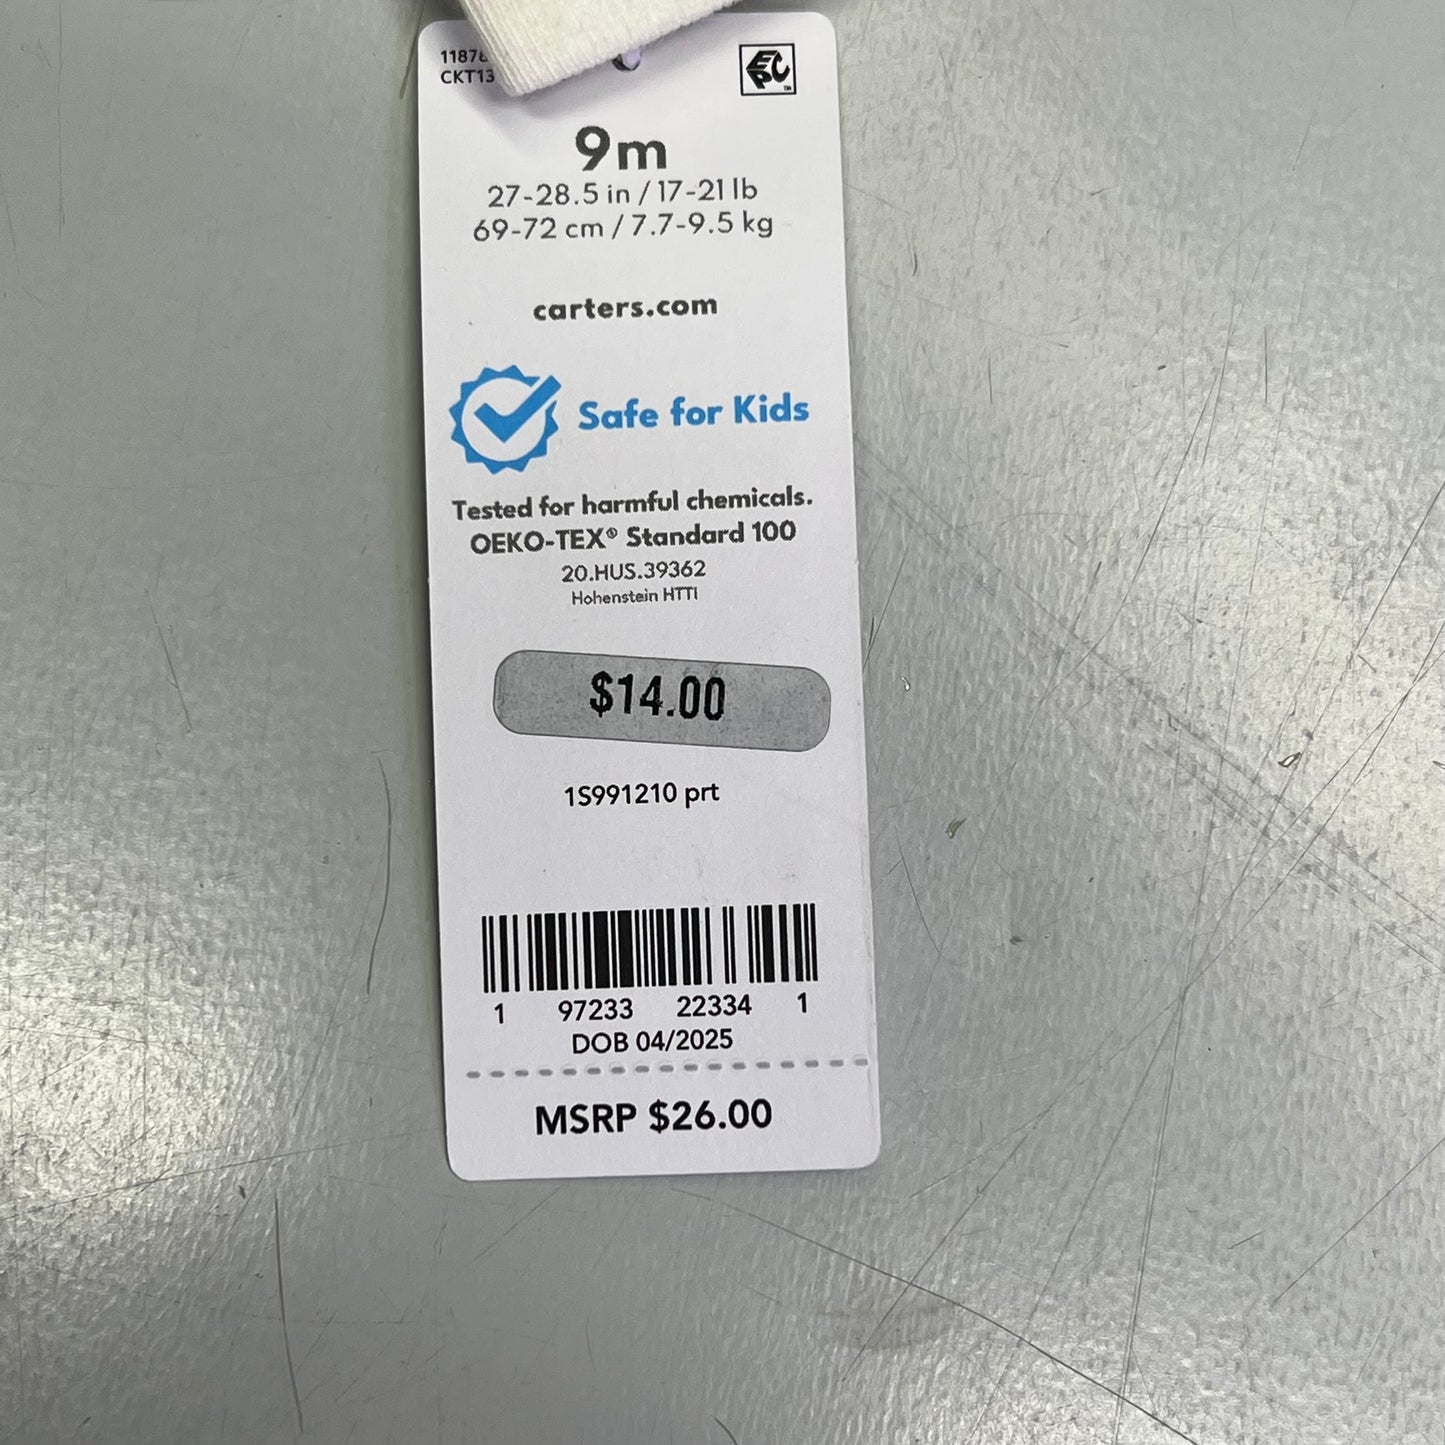 CKT13
EPC
9m
27-28.5 in / 17-21 lb
69-72 cm / 7.7-9.5 kg
carters.com
Safe for Kids
Tested for harmful chemicals.
OEKO-TEX® Standard 100
20.HUS.39362
Hohenstein HTTI
$14.00
1S991210 prt
1 97233 22334 1
DOB 04/2025
MSRP $26.00